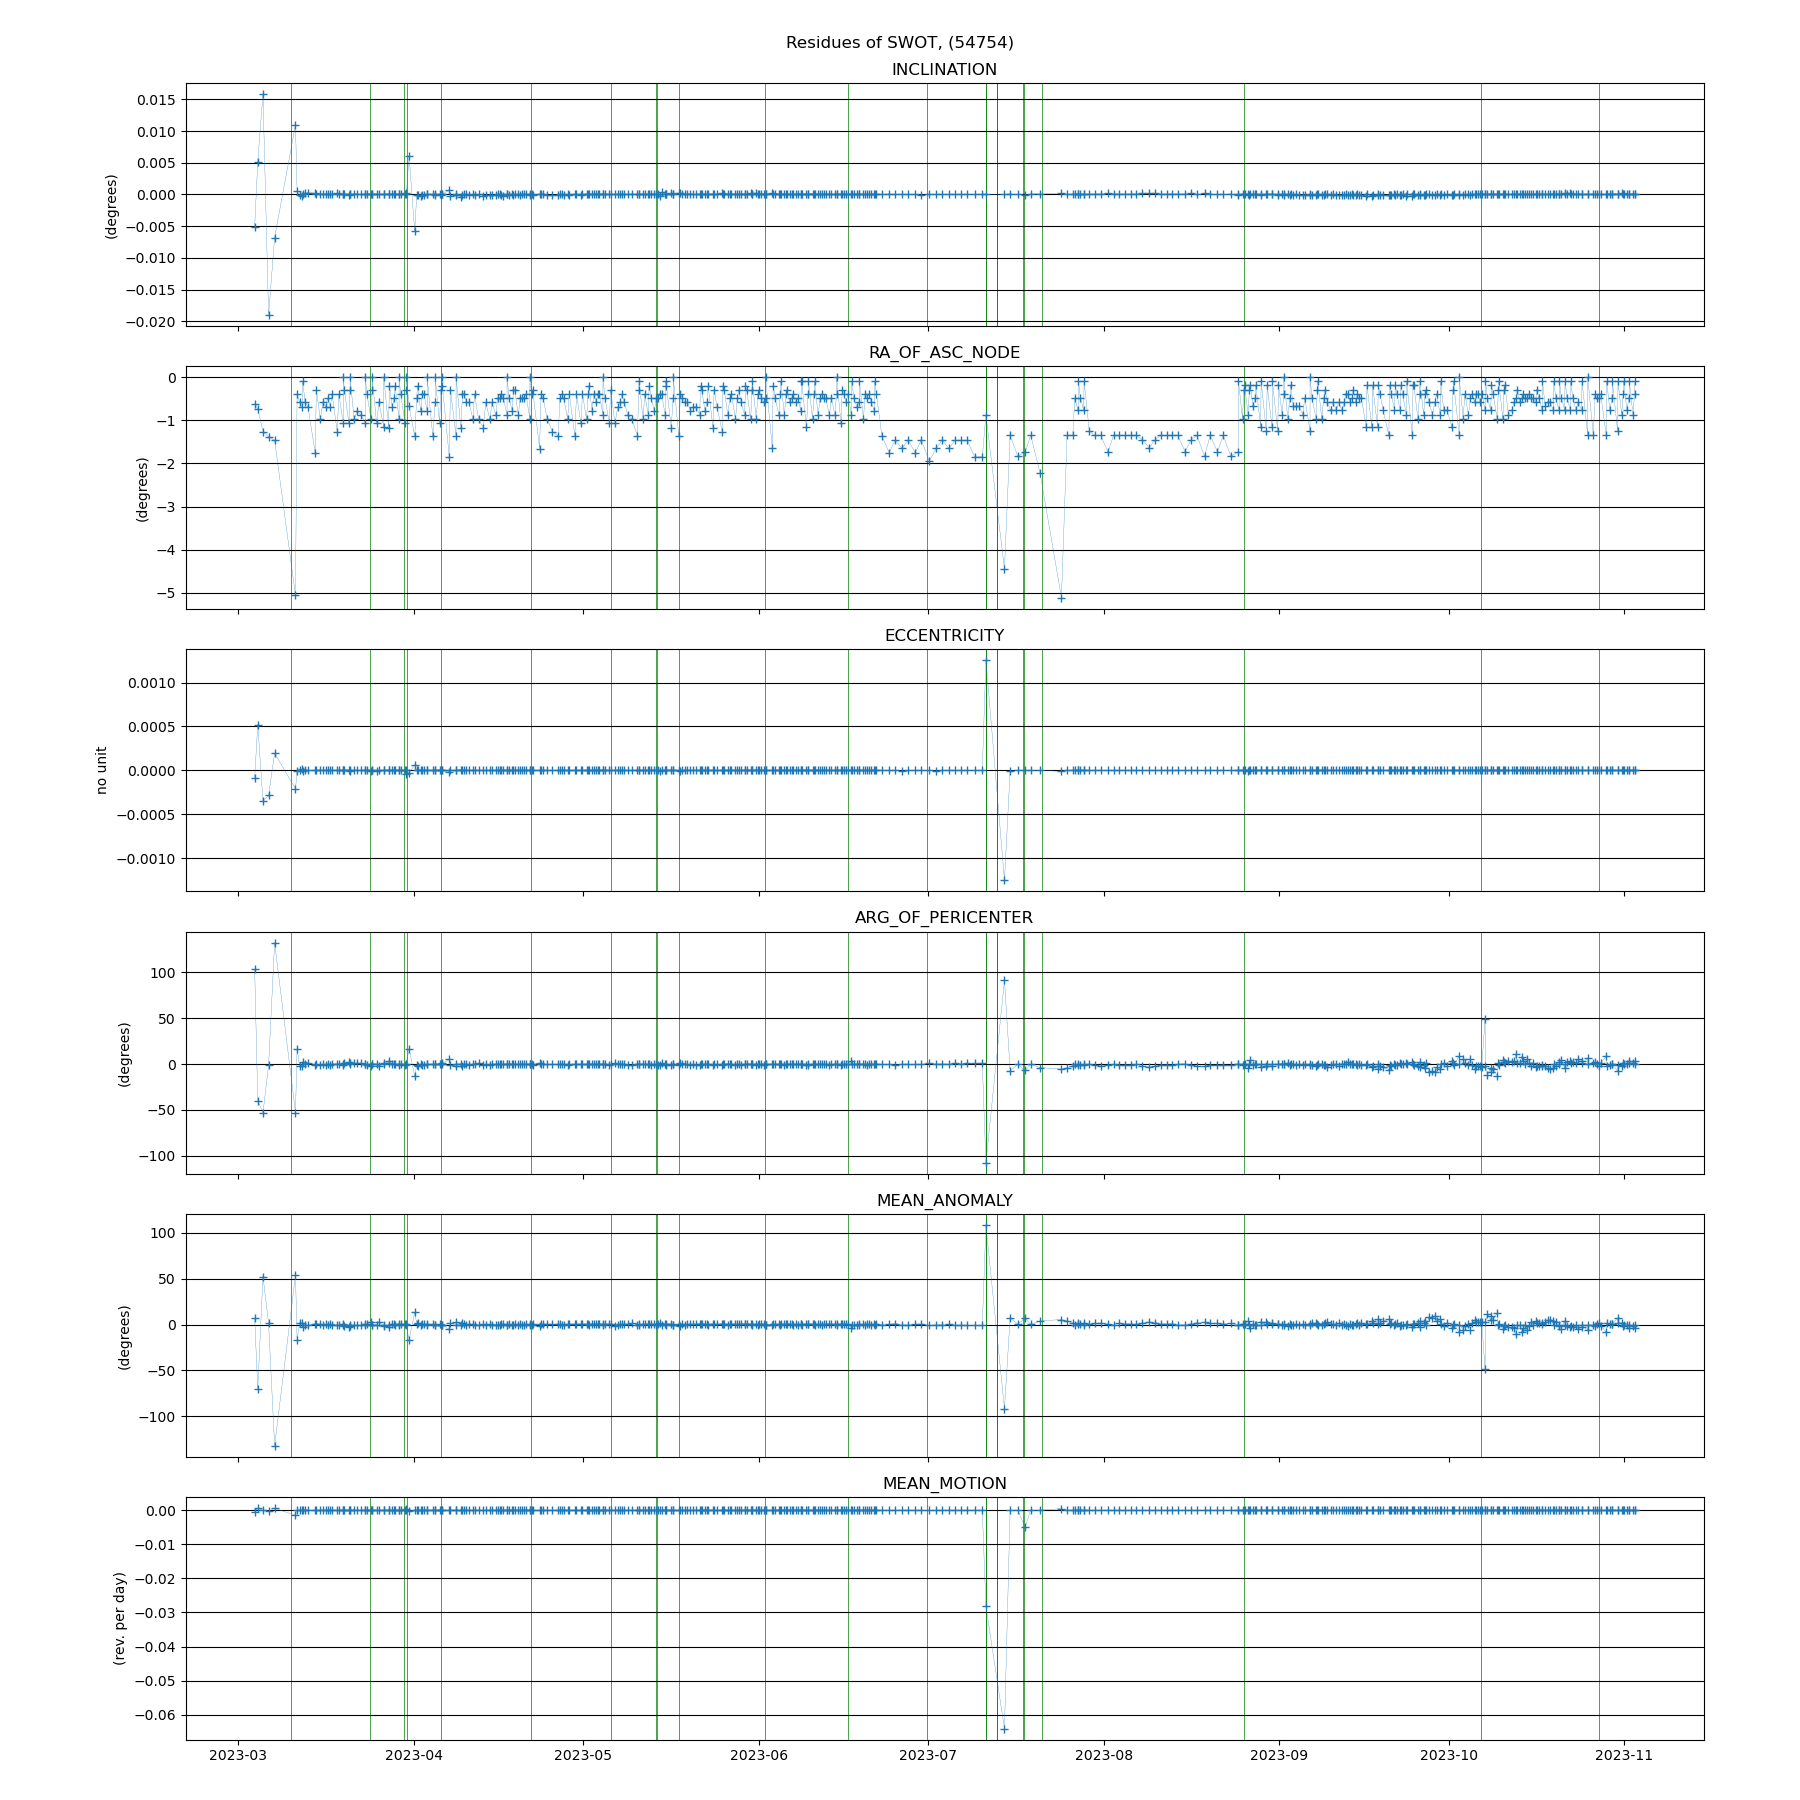 Residues of SWOT, (54754)
INCLINATION
0.015
0.010
0.005
0.000
−0.005
−0.010
−0.015
−0.020
(degrees)
RA_OF_ASC_NODE
0
−1
−2
−3
−4
−5
(degrees)
ECCENTRICITY
0.0010
0.0005
0.0000
−0.0005
−0.0010
no unit
ARG_OF_PERICENTER
100
50
0
−50
−100
(degrees)
MEAN_ANOMALY
100
50
0
−50
−100
(degrees)
MEAN_MOTION
0.00
−0.01
−0.02
−0.03
−0.04
−0.05
−0.06
(rev. per day)
2023-03 2023-04 2023-05 2023-06 2023-07 2023-08 2023-09 2023-10 2023-11